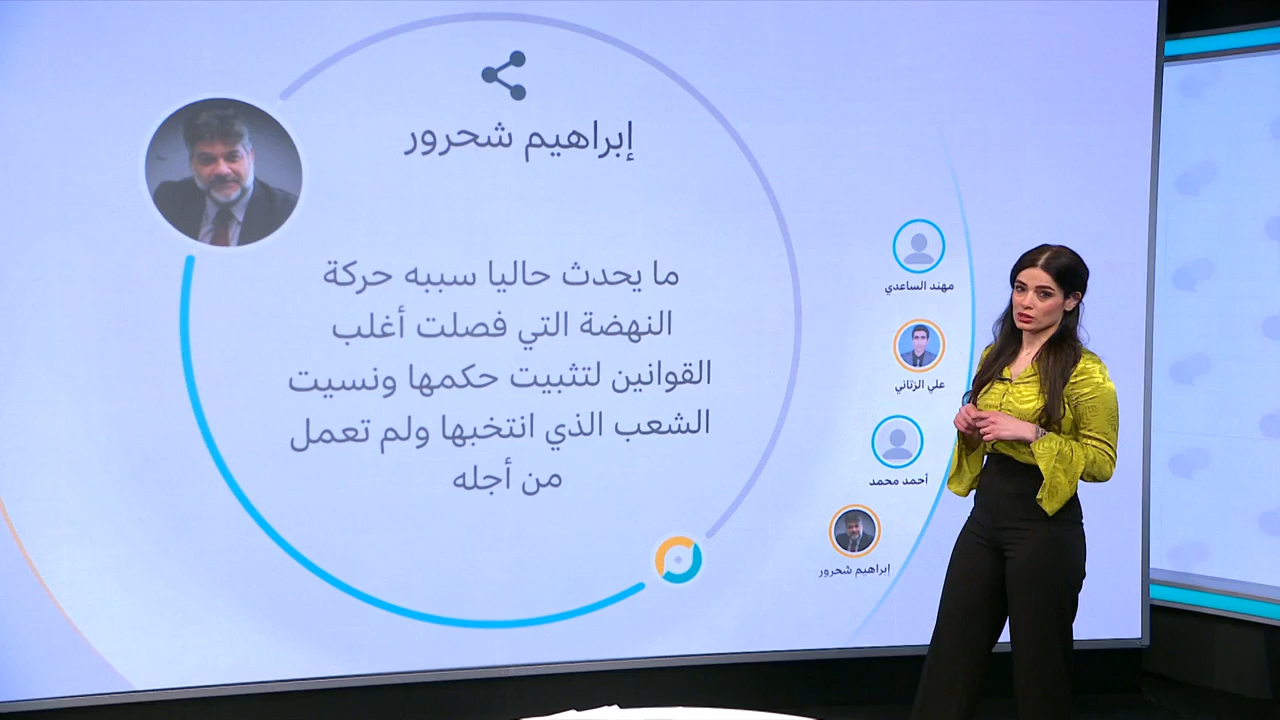 إبراهيم شحرور
ما يحدث حاليا سببه حركة
النهضة التي فصلت أغلب
القوانين لتثبيت حكمها ونسيت
الشعب الذي انتخبها ولم تعمل
من أجله
مهند الساعدي
علي الزتاني
أحمد محمد
إبراهيم شحرور